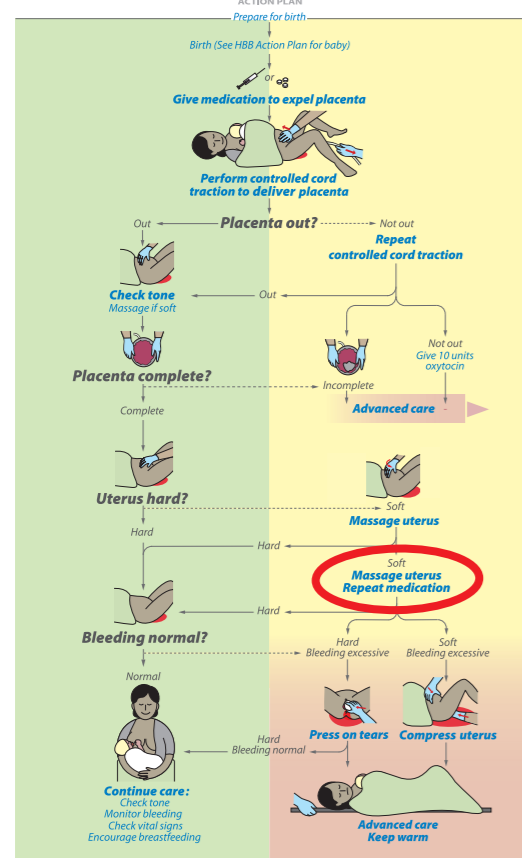 ACTION PLAN
Prepare for birth
Birth (See HBB Action Plan for baby)
or
Give medication to expel placenta
Perform controlled cord
traction to deliver placenta
Out
Placenta out?
Not out
Repeat
controlled cord traction
Check tone
Massage if soft
Out
Not out
Give 10 units
oxytocin
Placenta complete?
Incomplete
Complete
Advanced care
Uterus hard?
Soft
Massage uterus
Hard
Hard
Soft
Massage uterus
Repeat medication
Hard
Bleeding normal?
Hard
Bleeding excessive
Soft
Bleeding excessive
Normal
Press on tears
Compress uterus
Hard
Bleeding normal
Continue care:
Check tone
Monitor bleeding
Check vital signs
Encourage breastfeeding
Advanced care
Keep warm